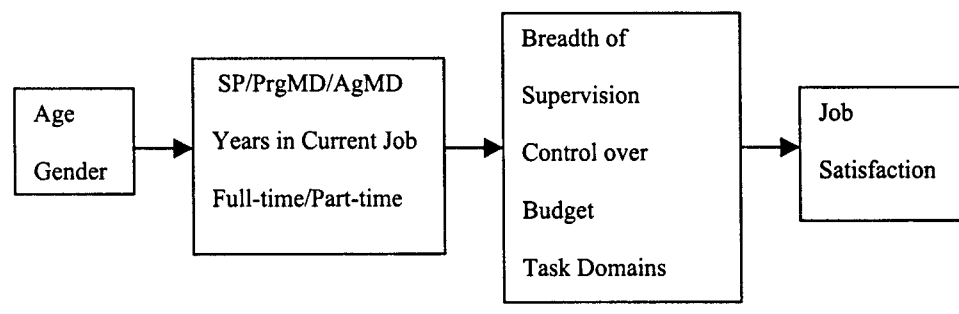 Age
Gender
SP/PrgMD/AgMD
Years in Current Job
Full-time/Part-time
Breadth of
Supervision
Control over
Budget
Task Domains
Job
Satisfaction